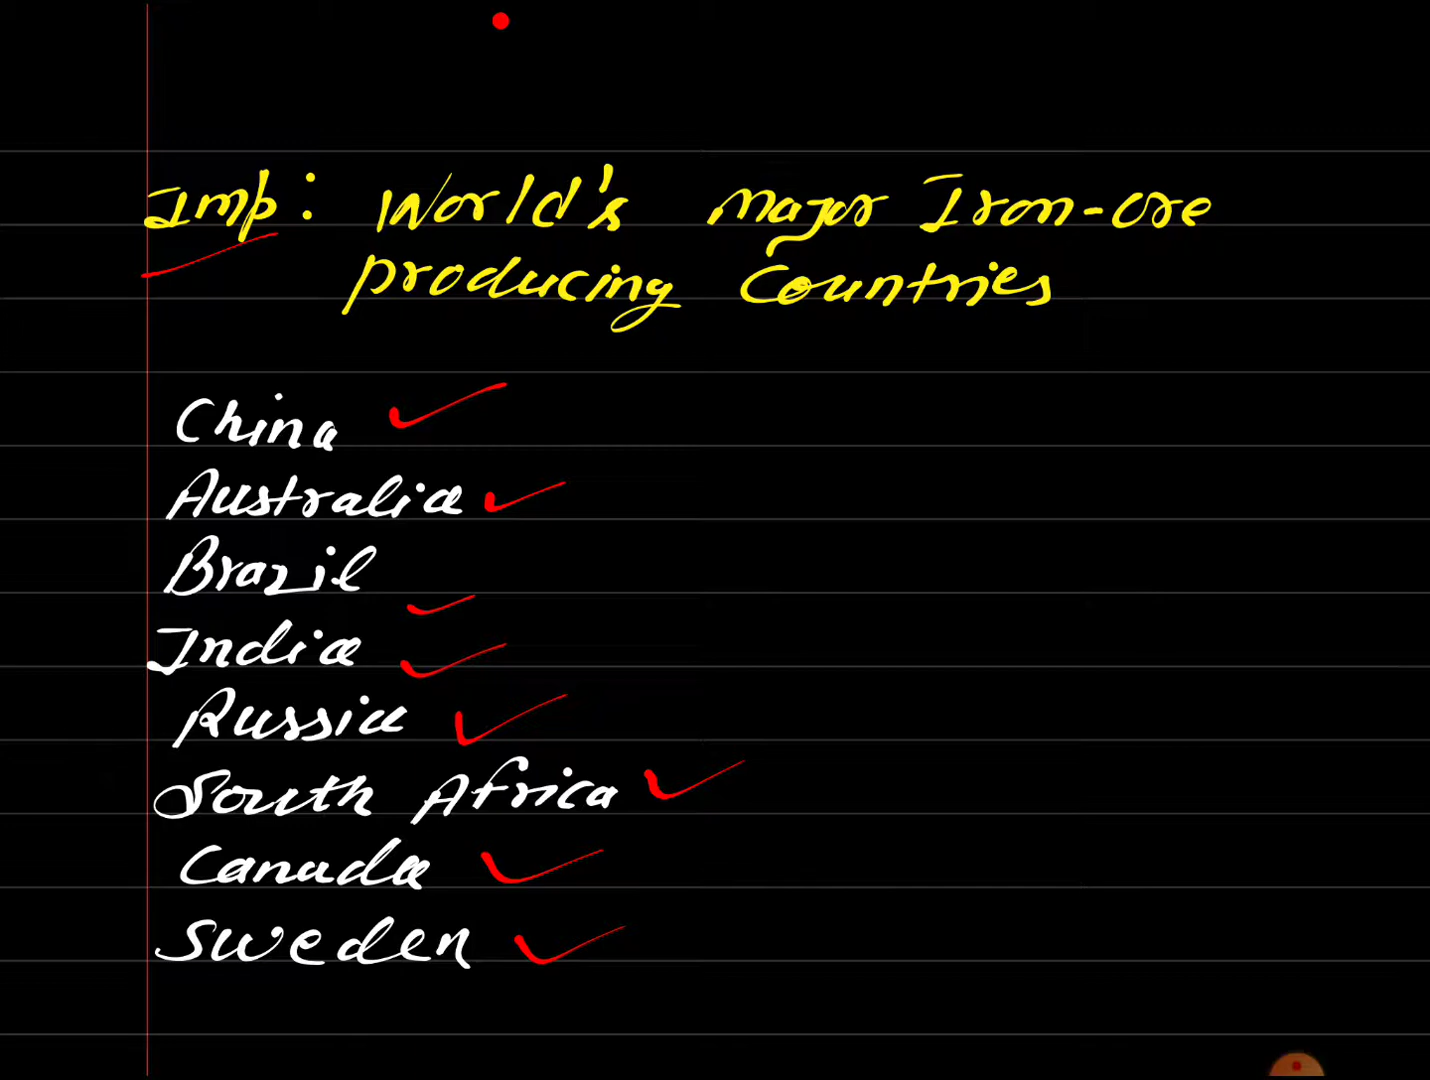 Imp: World's major Iron-ore
producing Countries
China
Australia
Brazil
India
Russia
South Africa
Canada
Sweden